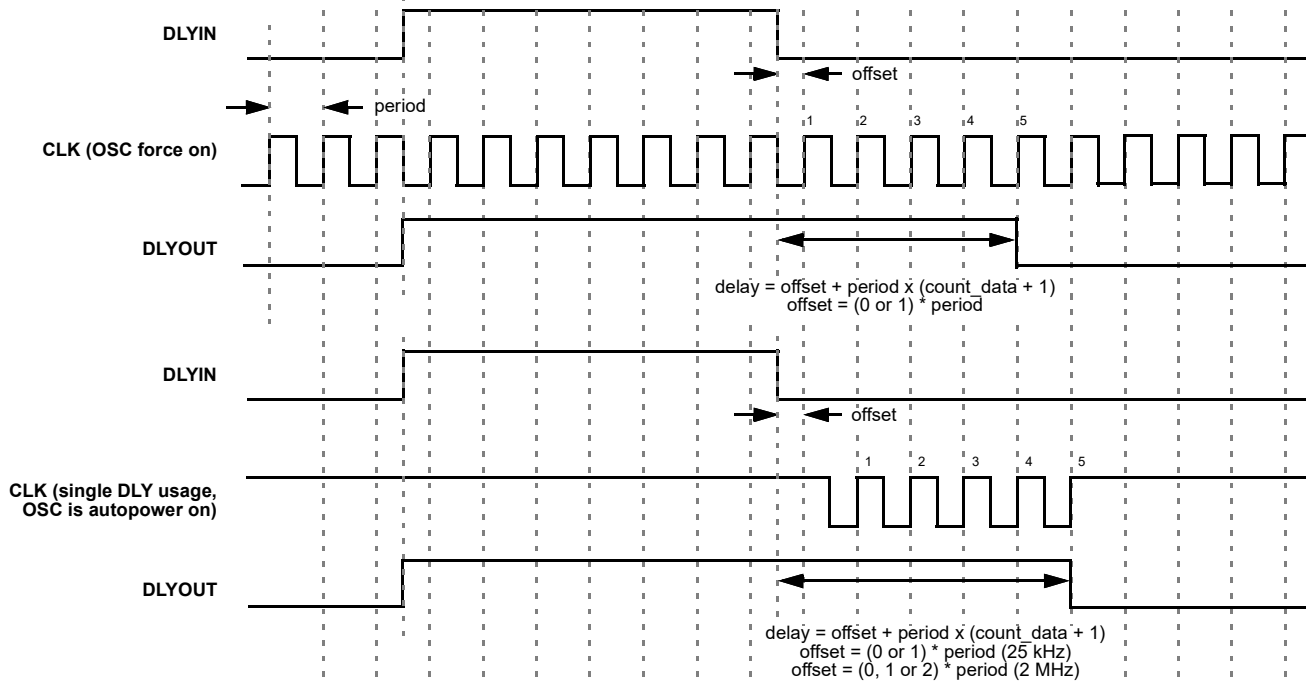 DLYIN
offset
period
1 2 3 4 5
CLK (OSC force on)
DLYOUT
delay = offset + period x (count_data + 1)
offset = (0 or 1) * period
DLYIN
offset
1 2 3 4 5
CLK (single DLY usage,
OSC is autopower on)
DLYOUT
delay = offset + period x (count_data + 1)
offset = (0 or 1) * period (25 kHz)
offset = (0, 1 or 2) * period (2 MHz)